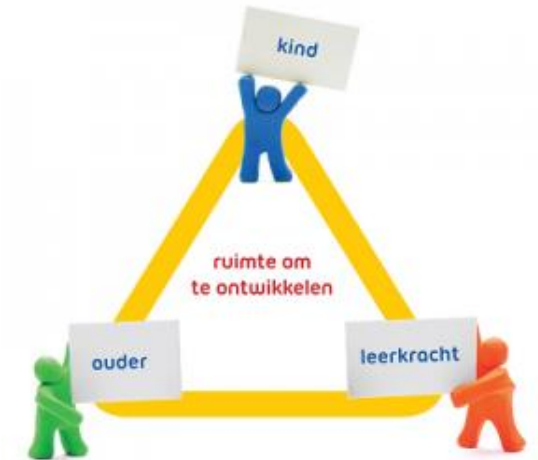 kind
ruimte om
te ontwikkelen
ouder
leerkracht